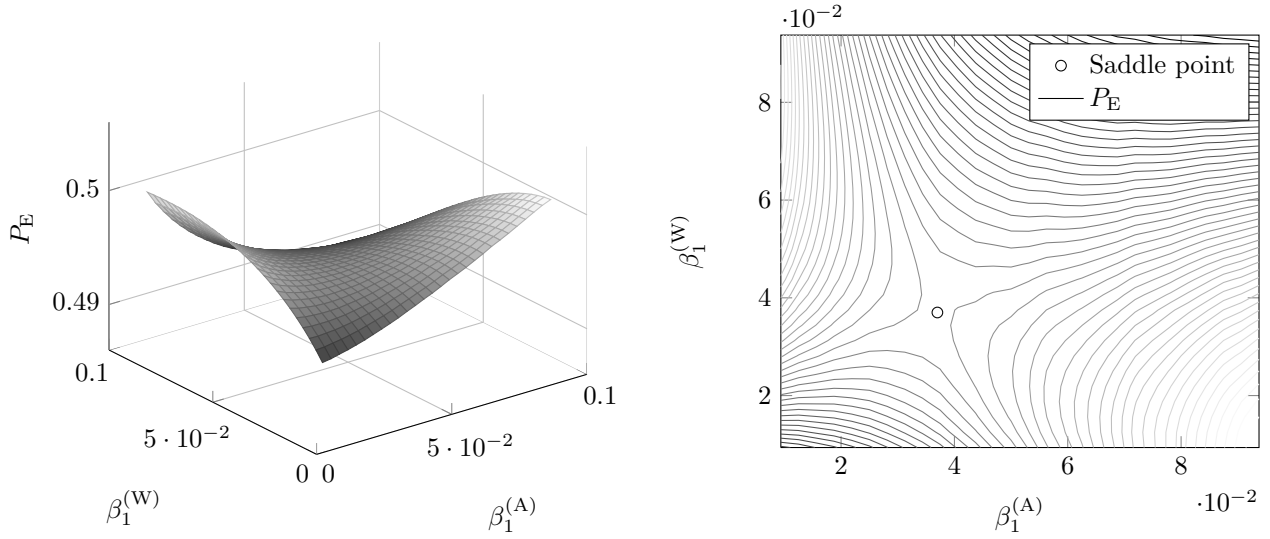 0.5
0.49
P_E
0.1
5 · 10^−2
0 0
5 · 10^−2
0.1
β_1^(W)
β_1^(A)
·10^−2
8
6
4
2
β_1^(W)
Saddle point
P_E
2 4 6 8
·10^−2
β_1^(A)